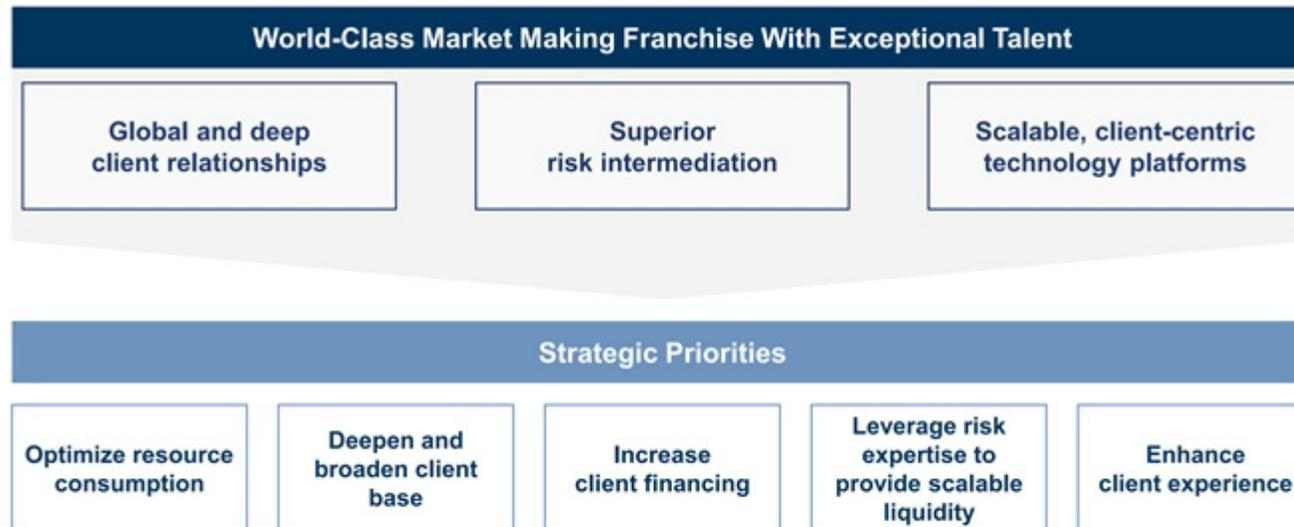 World-Class Market Making Franchise With Exceptional Talent
Global and deep
client relationships
Superior
risk intermediation
Scalable, client-centric
technology platforms
Strategic Priorities
Optimize resource
consumption
Deepen and
broaden client
base
Increase
client financing
Leverage risk
expertise to
provide scalable
liquidity
Enhance
client experience